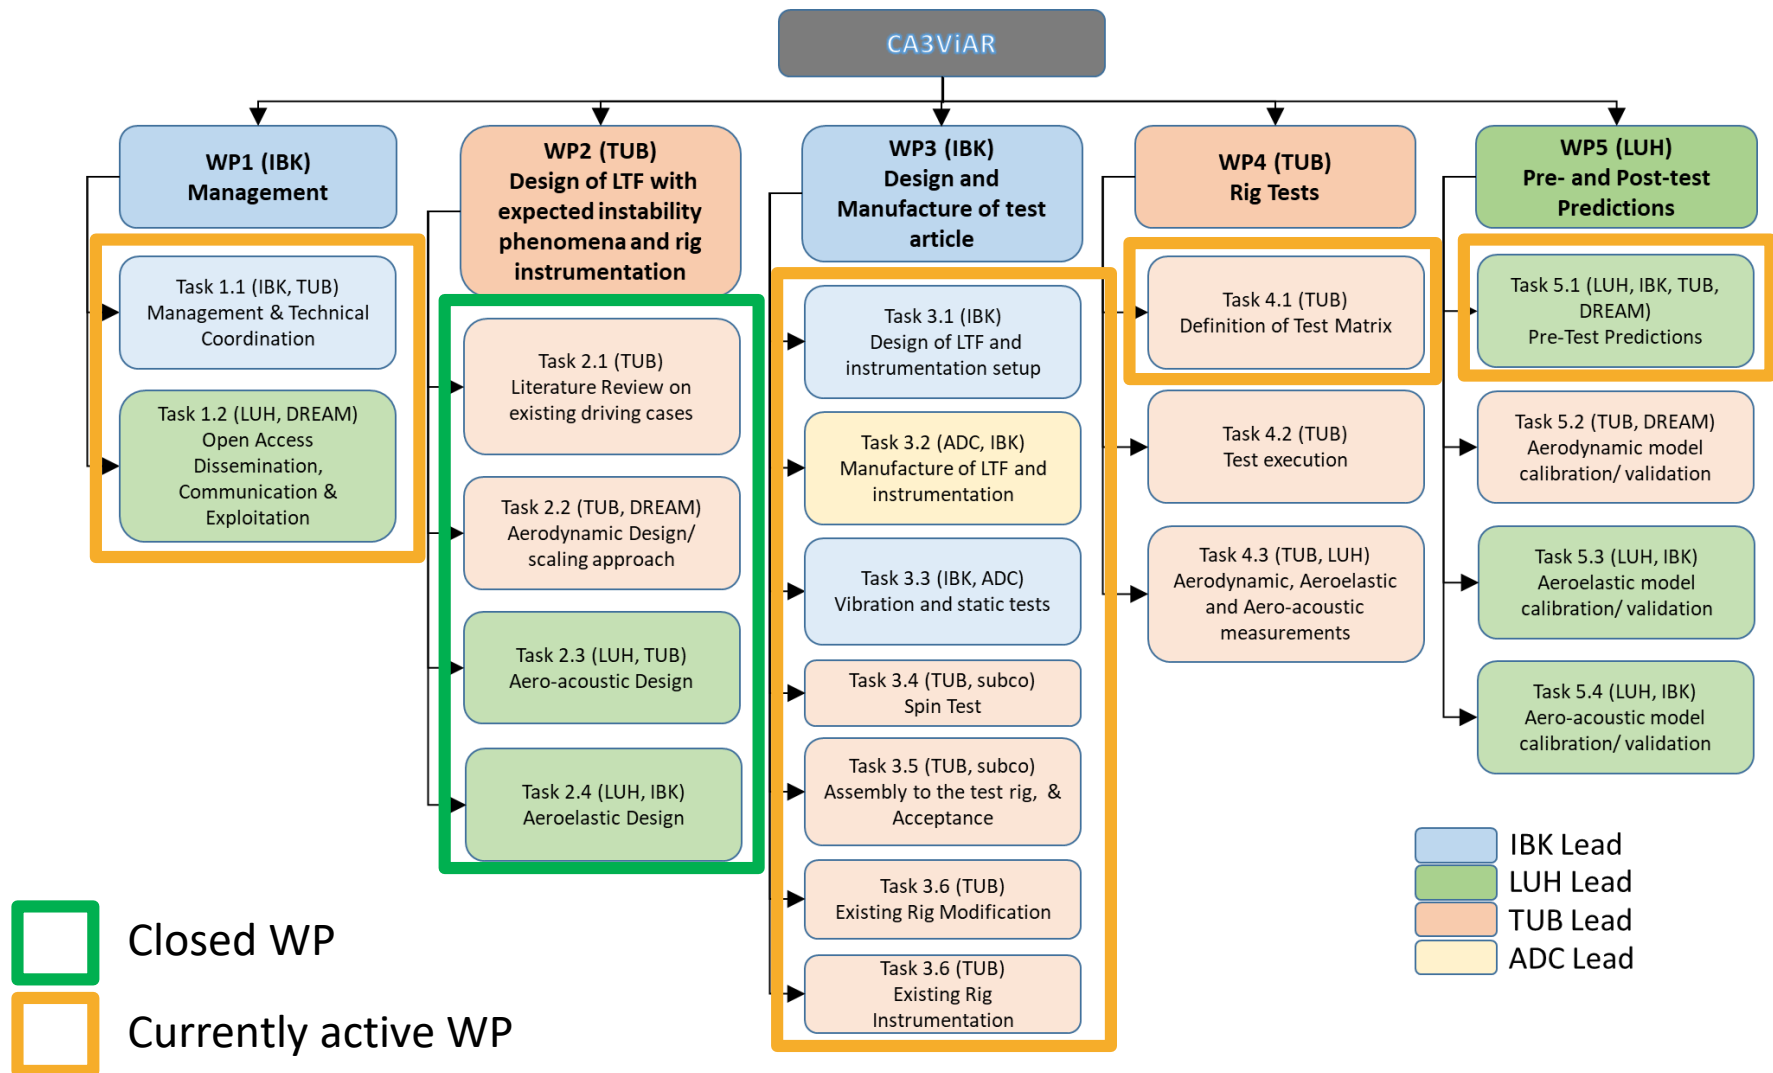 CA3ViAR
WP1 (IBK)
Management
Task 1.1 (IBK, TUB)
Management & Technical
Coordination
Task 1.2 (LUH, DREAM)
Open Access
Dissemination,
Communication &
Exploitation
WP2 (TUB)
Design of LTF with
expected instability
phenomena and rig
instrumentation
Task 2.1 (TUB)
Literature Review on
existing driving cases
Task 2.2 (TUB, DREAM)
Aerodynamic Design/
scaling approach
Task 2.3 (LUH, TUB)
Aero-acoustic Design
Task 2.4 (LUH, IBK)
Aeroelastic Design
WP3 (IBK)
Design and
Manufacture of test
article
Task 3.1 (IBK)
Design of LTF and
instrumentation setup
Task 3.2 (ADC, IBK)
Manufacture of LTF and
instrumentation
Task 3.3 (IBK, ADC)
Vibration and static tests
Task 3.4 (TUB, subco)
Spin Test
Task 3.5 (TUB, subco)
Assembly to the test rig, &
Acceptance
Task 3.6 (TUB)
Existing Rig Modification
Task 3.6 (TUB)
Existing Rig
Instrumentation
WP4 (TUB)
Rig Tests
Task 4.1 (TUB)
Definition of Test Matrix
Task 4.2 (TUB)
Test execution
Task 4.3 (TUB, LUH)
Aerodynamic, Aeroelastic
and Aero-acoustic
measurements
WP5 (LUH)
Pre- and Post-test
Predictions
Task 5.1 (LUH, IBK, TUB,
DREAM)
Pre-Test Predictions
Task 5.2 (TUB, DREAM)
Aerodynamic model
calibration/ validation
Task 5.3 (LUH, IBK)
Aeroelastic model
calibration/ validation
Task 5.4 (LUH, IBK)
Aero-acoustic model
calibration/ validation
IBK Lead
LUH Lead
TUB Lead
ADC Lead
Closed WP
Currently active WP